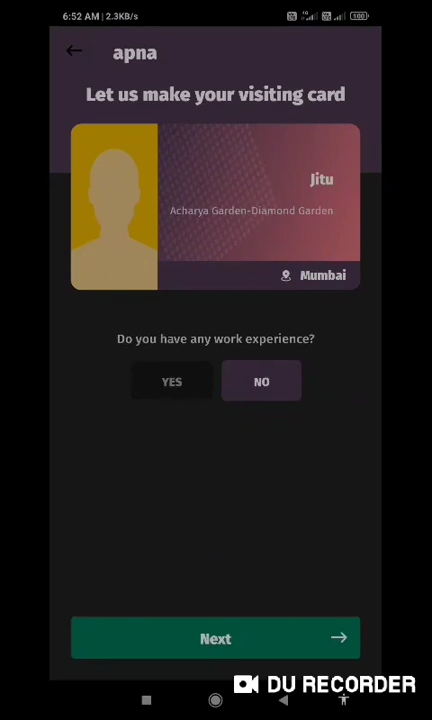 6:52 AM | 2.3KB/s
100
apna
Let us make your visiting card
Jitu
Acharya Garden-Diamond Garden
Mumbai
Do you have any work experience?
YES
NO
Next
DU RECORDER